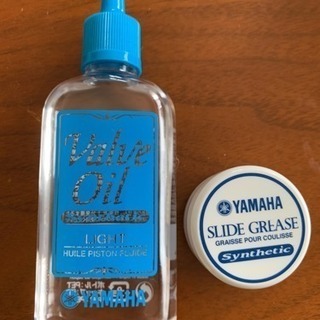 Valve
Oil
LIGHT
HUILE PISTON FLUIDE
YAMAHA
YAMAHA
SLIDE GREASE
GRAISSE POUR COULISSE
Synthetic